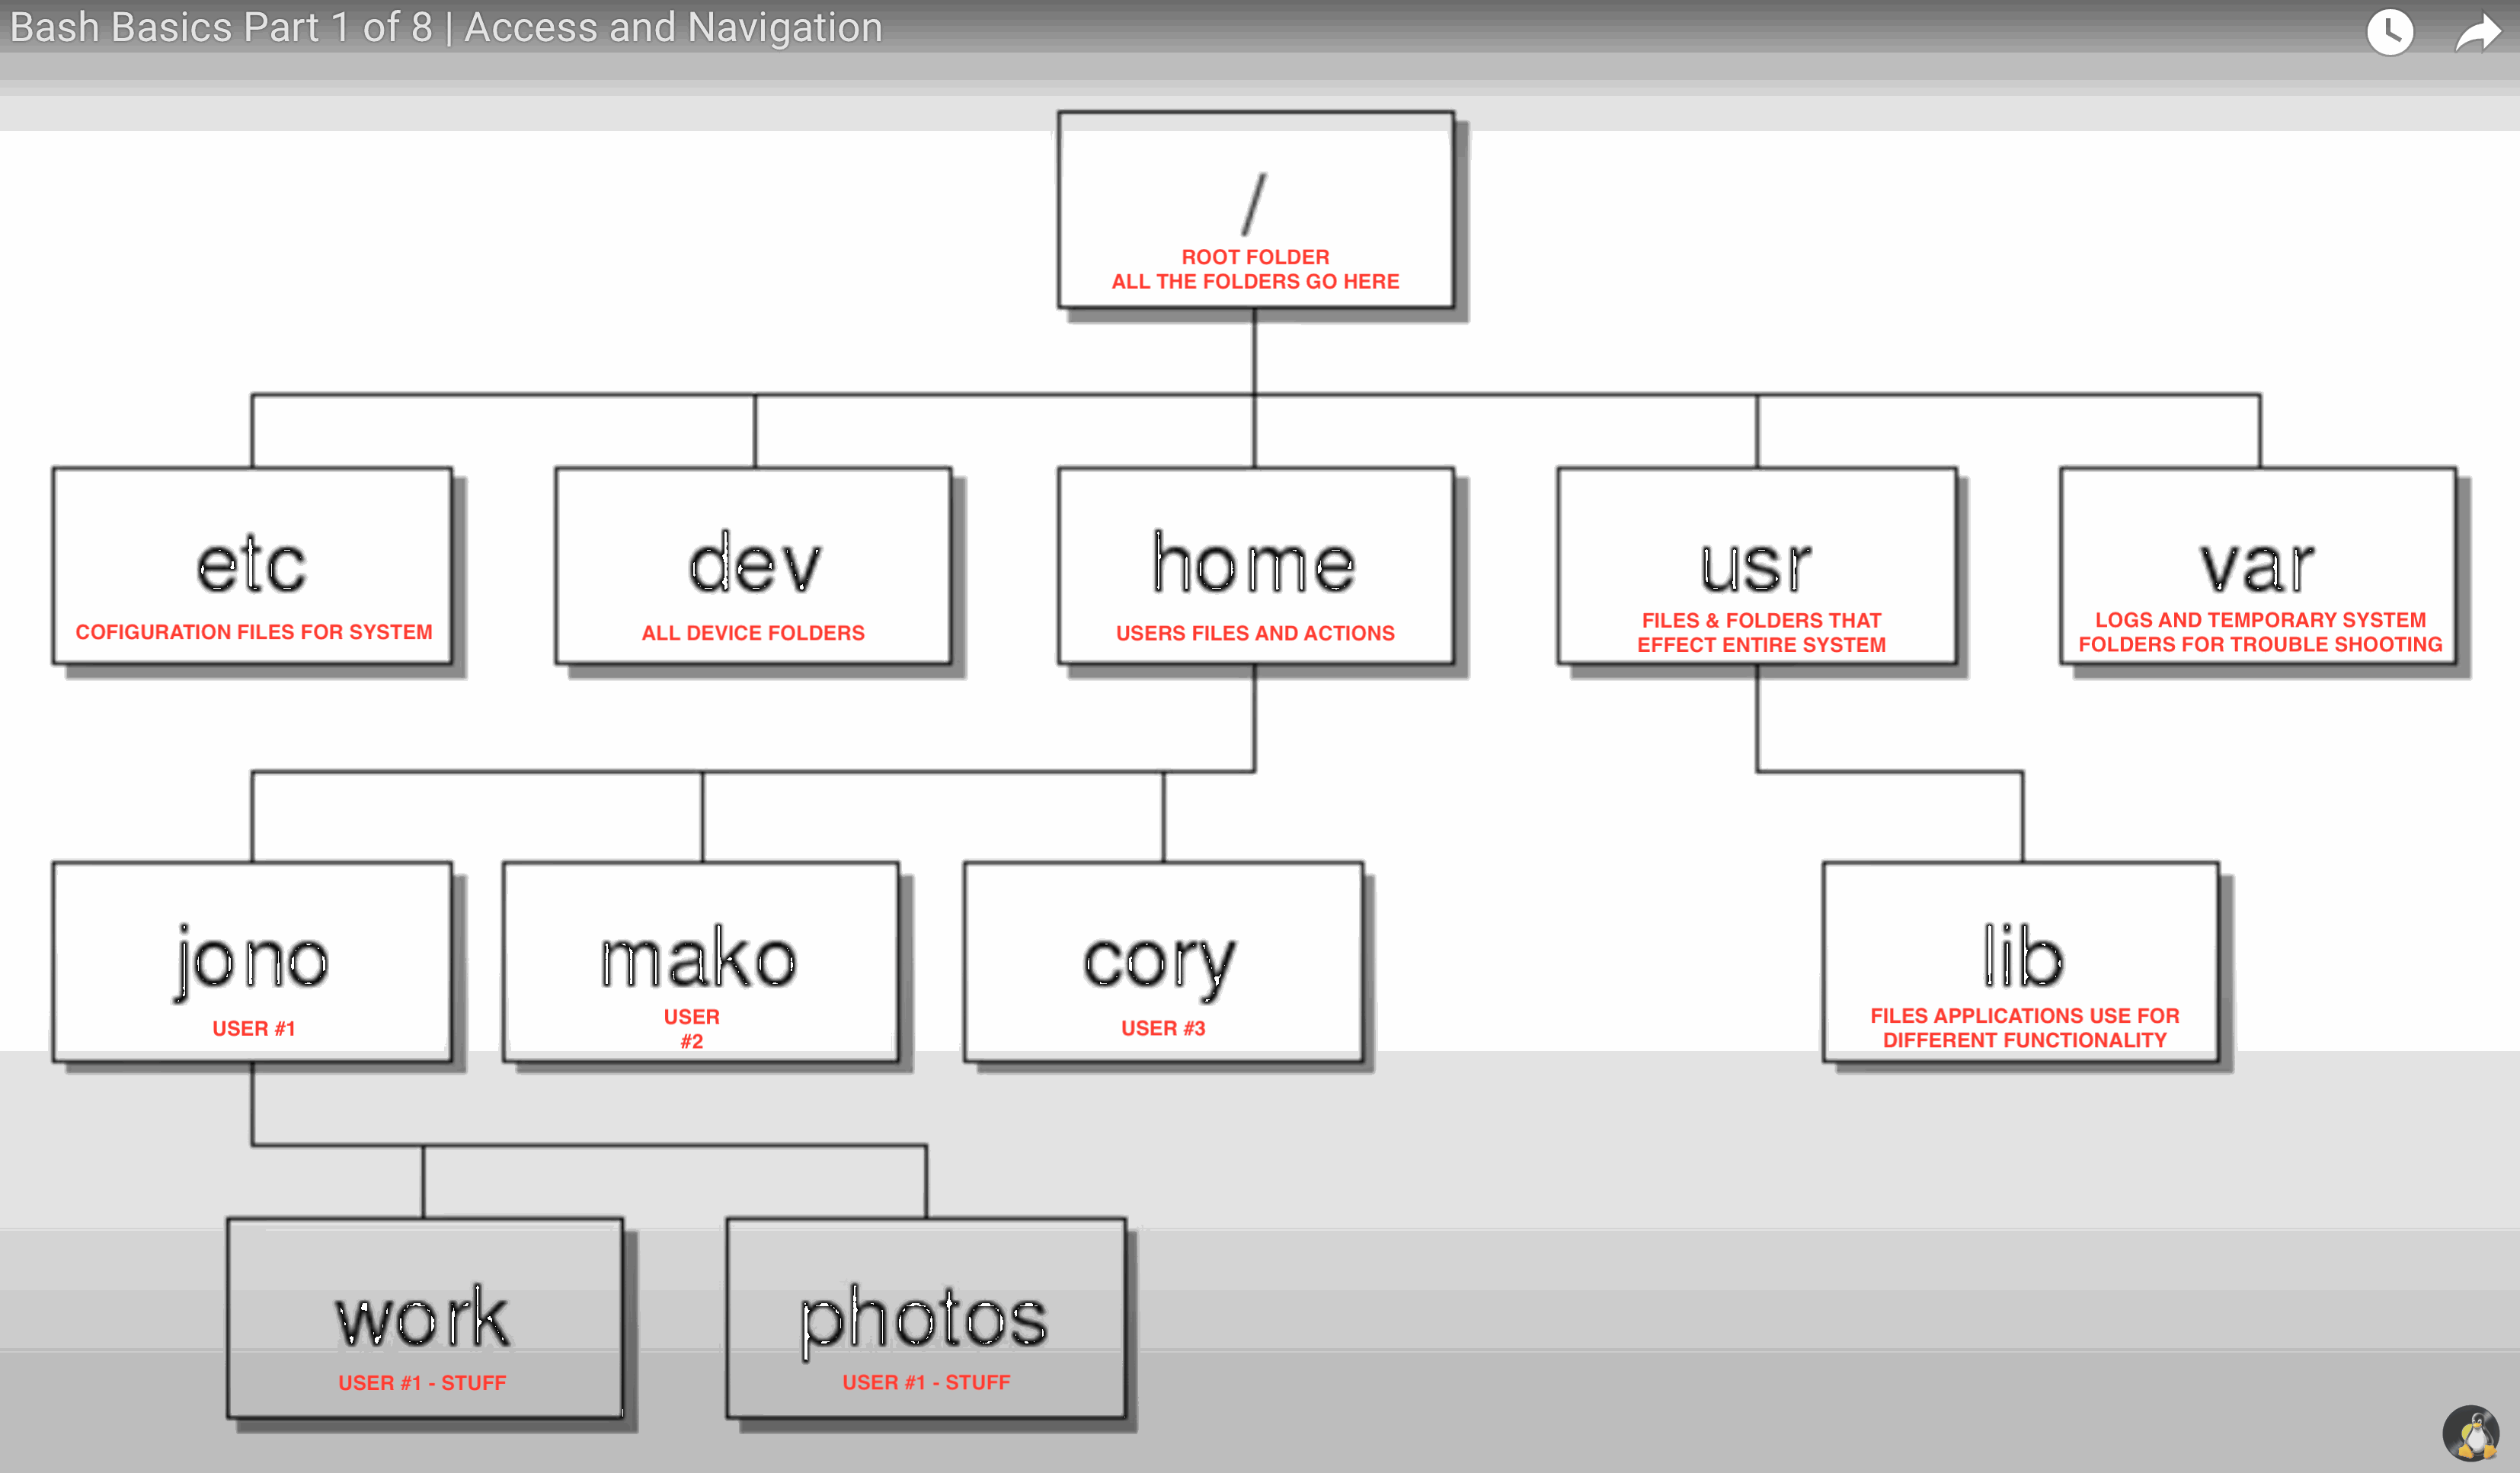 Bash Basics Part 1 of 8 | Access and Navigation
/
ROOT FOLDER
ALL THE FOLDERS GO HERE
etc
COFIGURATION FILES FOR SYSTEM
dev
ALL DEVICE FOLDERS
home
USERS FILES AND ACTIONS
usr
FILES & FOLDERS THAT
EFFECT ENTIRE SYSTEM
var
LOGS AND TEMPORARY SYSTEM
FOLDERS FOR TROUBLE SHOOTING
jono
USER #1
mako
USER
#2
cory
USER #3
lib
FILES APPLICATIONS USE FOR
DIFFERENT FUNCTIONALITY
work
USER #1 - STUFF
photos
USER #1 - STUFF